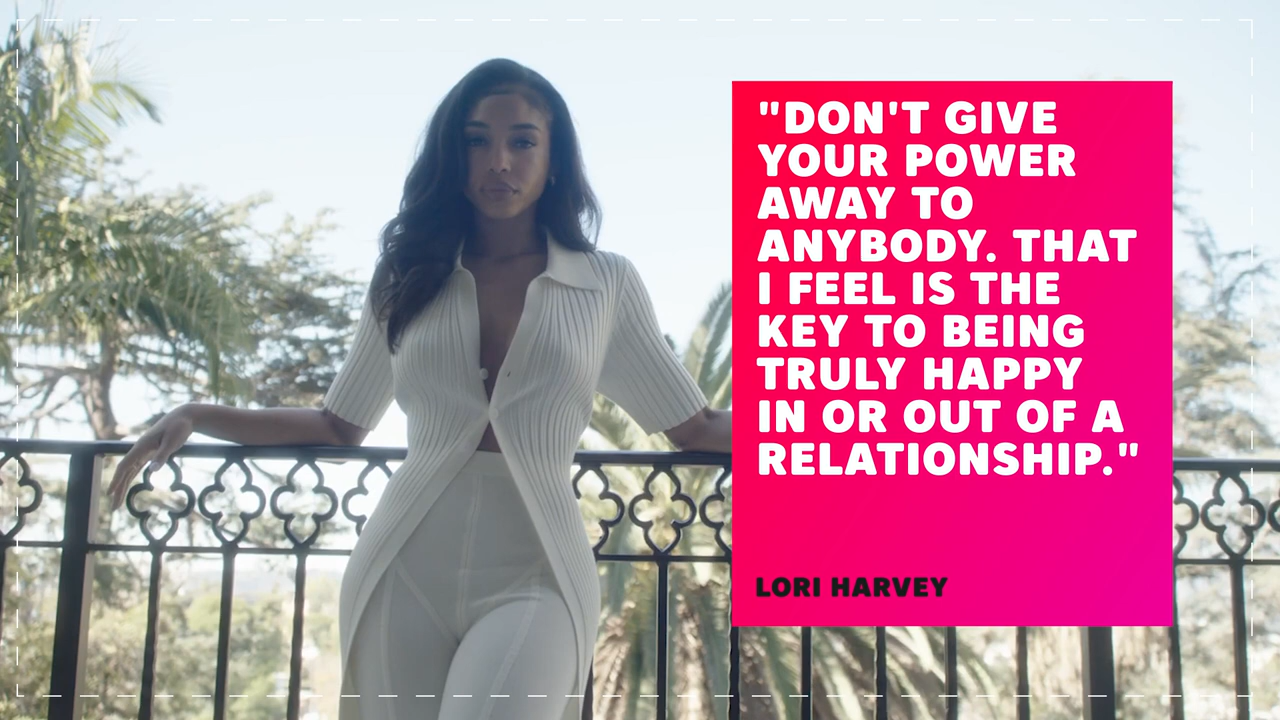 "DON'T GIVE
YOUR POWER
AWAY TO
ANYBODY. THAT
I FEEL IS THE
KEY TO BEING
TRULY HAPPY
IN OR OUT OF A
RELATIONSHIP."
LORI HARVEY